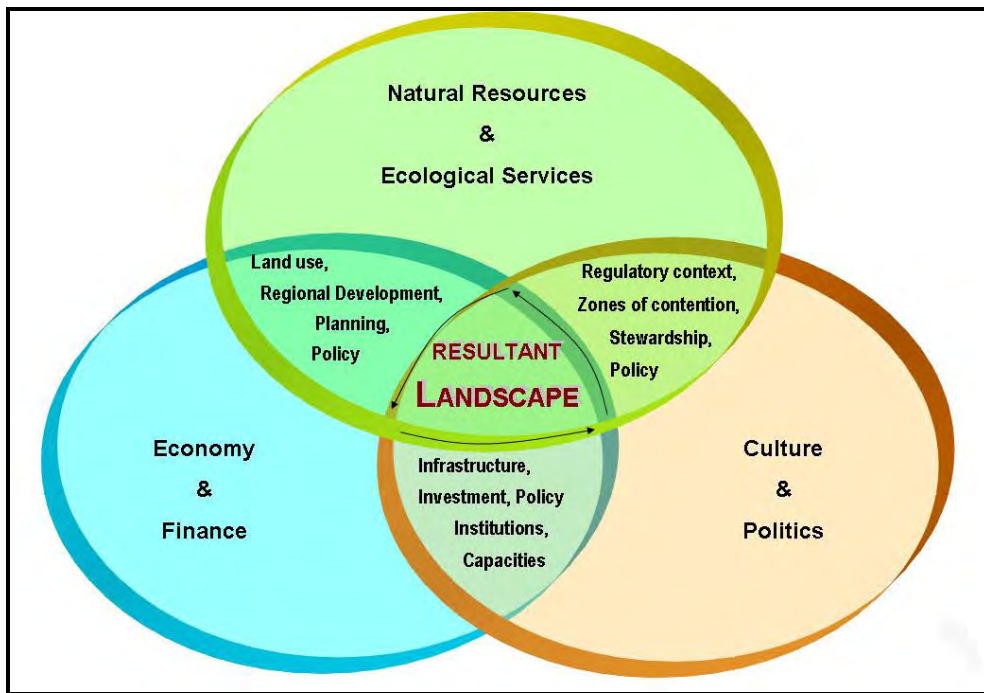 Natural Resources
&
Ecological Services
Land use,
Regional Development,
Planning,
Policy
Regulatory context,
Zones of contention,
Stewardship,
Policy
RESULTANT
LANDSCAPE
Economy
&
Finance
Infrastructure,
Investment, Policy
Institutions,
Capacities
Culture
&
Politics